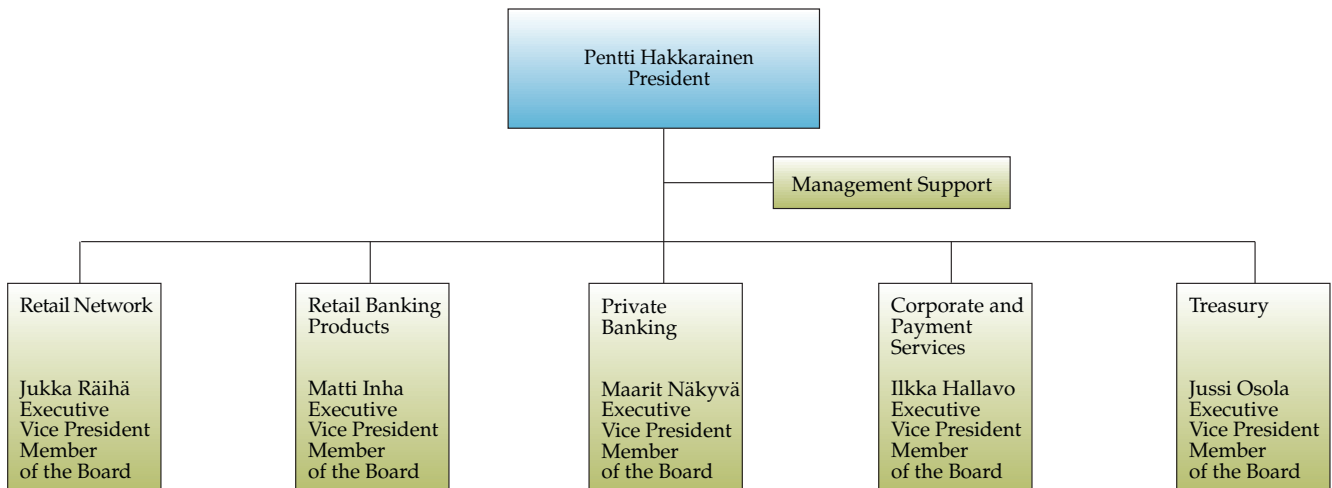 Pentti Hakkarainen
President
Management Support
Retail Network
Jukka Räihä
Executive
Vice President
Member
of the Board
Retail Banking
Products
Matti Inha
Executive
Vice President
Member
of the Board
Private
Banking
Maarit Näkyvä
Executive
Vice President
Member
of the Board
Corporate and
Payment
Services
Ilkka Hallavo
Executive
Vice President
Member
of the Board
Treasury
Jussi Osola
Executive
Vice President
Member
of the Board